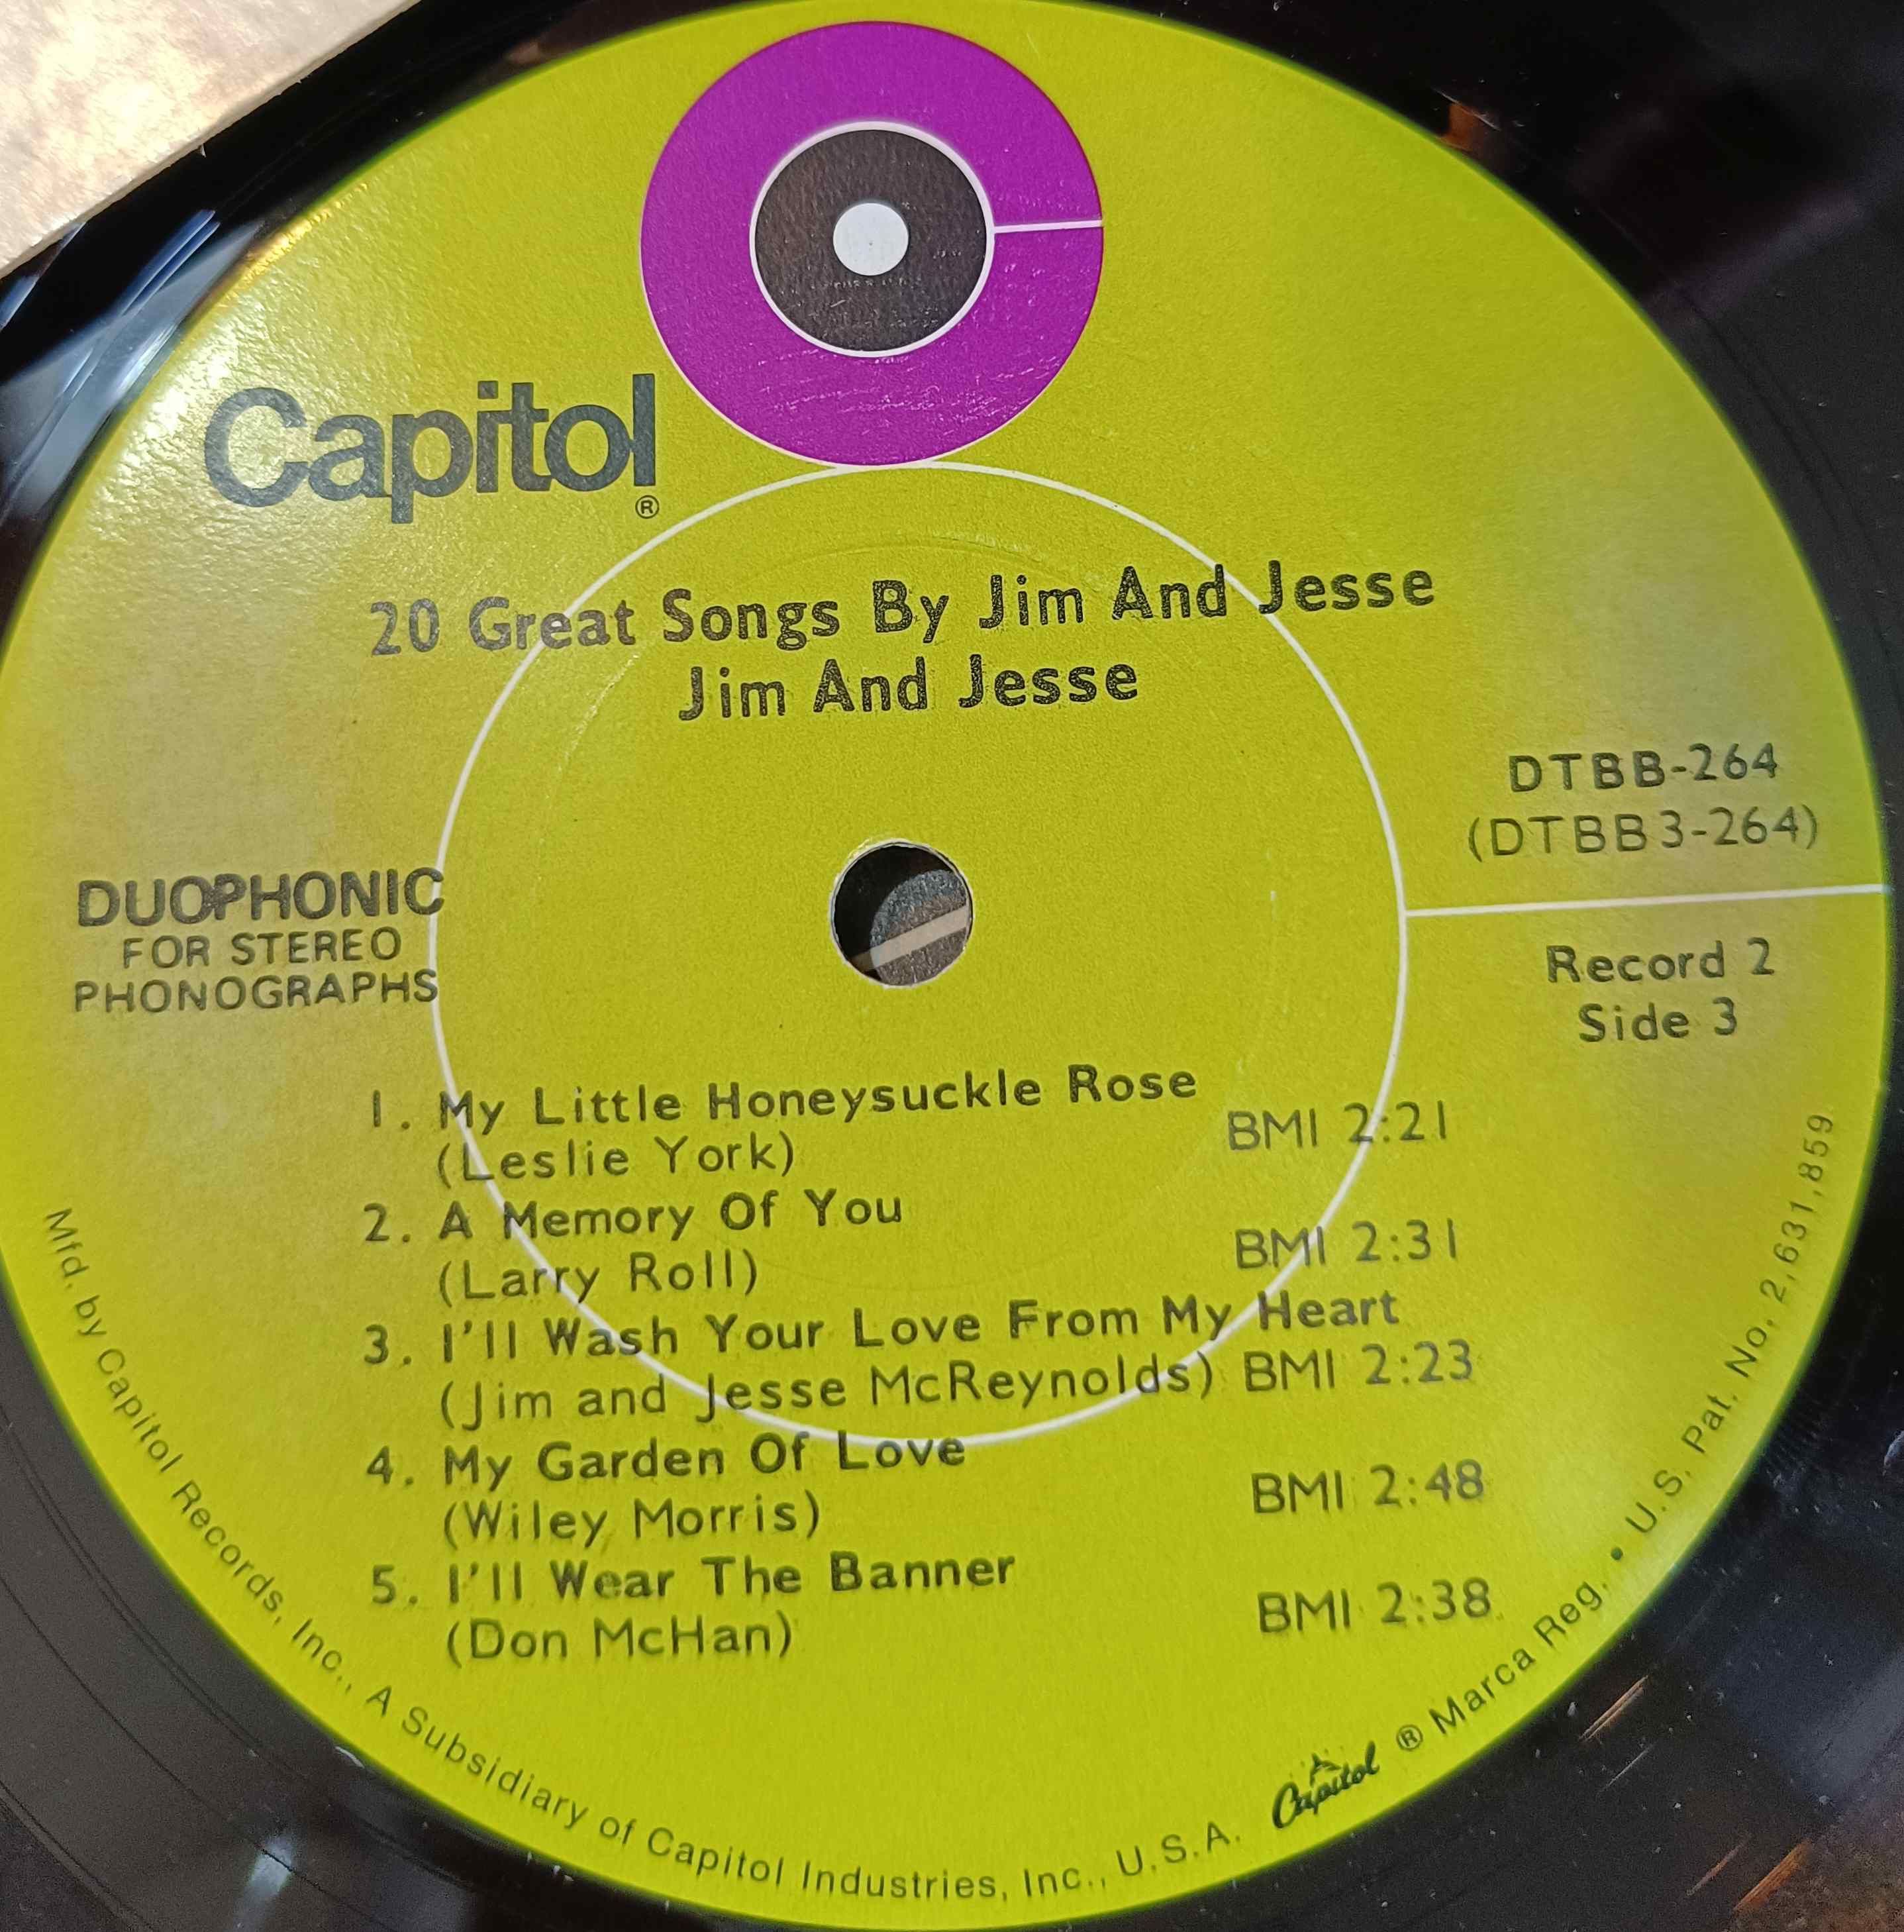 Capitol®
20 Great Songs By Jim And Jesse
Jim And Jesse
DTBB-264
(DTBB3-264)
DUOPHONIC
FOR STEREO
PHONOGRAPHS
Record 2
Side 3
1. My Little Honeysuckle Rose
(Leslie York) BMI 2:21
2. A Memory Of You
(Larry Roll) BMI 2:31
3. I'll Wash Your Love From My Heart
(Jim and Jesse McReynolds) BMI 2:23
4. My Garden Of Love
(Wiley Morris) BMI 2:48
5. I'll Wear The Banner
(Don McHan) BMI 2:38
Mfd. by Capitol Records, Inc., A Subsidiary of Capitol Industries, Inc., U.S.A. Capitol ® Marca Reg. • U.S. Pat. No. 2,631,859